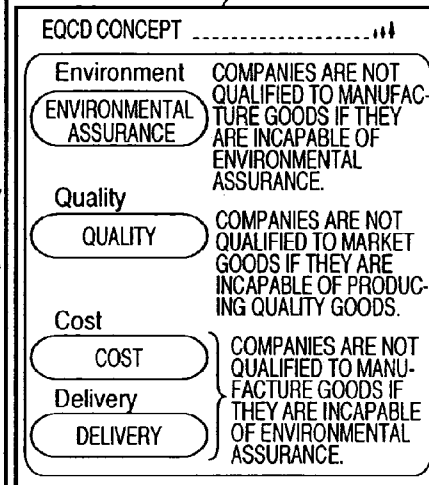 EQCD CONCEPT
Environment
ENVIRONMENTAL
ASSURANCE
COMPANIES ARE NOT
QUALIFIED TO MANUFAC-
TURE GOODS IF THEY
ARE INCAPABLE OF
ENVIRONMENTAL
ASSURANCE.
Quality
QUALITY
COMPANIES ARE NOT
QUALIFIED TO MARKET
GOODS IF THEY ARE
INCAPABLE OF PRODUC-
ING QUALITY GOODS.
Cost
COST
Delivery
DELIVERY
COMPANIES ARE NOT
QUALIFIED TO MANU-
FACTURE GOODS IF
THEY ARE INCAPABLE
OF ENVIRONMENTAL
ASSURANCE.